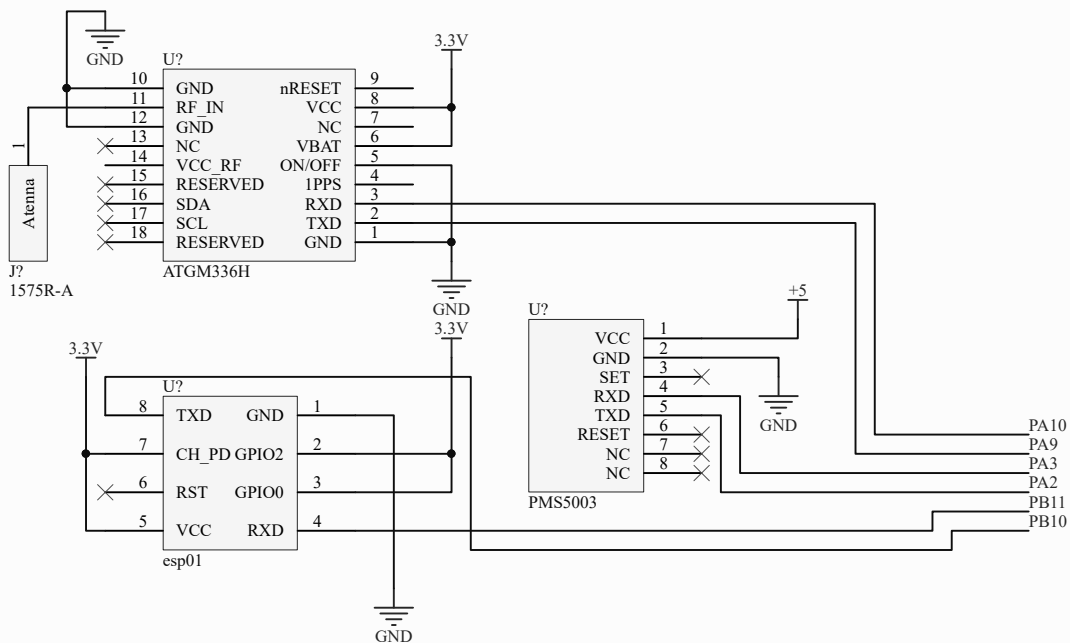 GND
U?
3.3V
10 GND nRESET 9
11 RF_IN VCC 8
12 GND NC 7
13 NC VBAT 6
14 VCC_RF ON/OFF 5
15 RESERVED 1PPS 4
16 SDA RXD 3
17 SCL TXD 2
18 RESERVED GND 1
ATGM336H
1
Atenna
J?
1575R-A
GND
3.3V
3.3V
U?
8 TXD GND 1
7 CH_PD GPIO2 2
6 RST GPIO0 3
5 VCC RXD 4
esp01
GND
U?
+5
VCC 1
GND 2
SET 3
RXD 4
TXD 5
RESET 6
NC 7
NC 8
PMS5003
GND
PA10
PA9
PA3
PA2
PB11
PB10